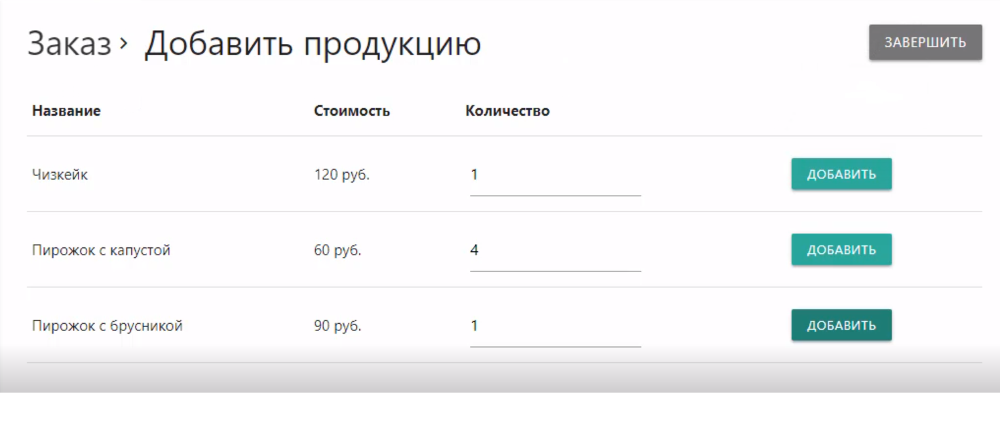 Заказ › Добавить продукцию ЗАВЕРШИТЬ
Название Стоимость Количество
Чизкейк 120 руб. 1 ДОБАВИТЬ
Пирожок с капустой 60 руб. 4 ДОБАВИТЬ
Пирожок с брусникой 90 руб. 1 ДОБАВИТЬ